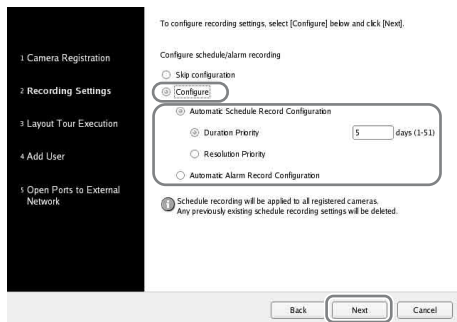 To configure recording settings, select [Configure] below and click [Next].
1 Camera Registration
2 Recording Settings
3 Layout Tour Execution
4 Add User
5 Open Ports to External
Network
Configure schedule/alarm recording
Skip configuration
Configure
Automatic Schedule Record Configuration
Duration Priority 5 days (1-51)
Resolution Priority
Automatic Alarm Record Configuration
Schedule recording will be applied to all registered cameras.
Any previously existing schedule recording settings will be deleted.
Back Next Cancel